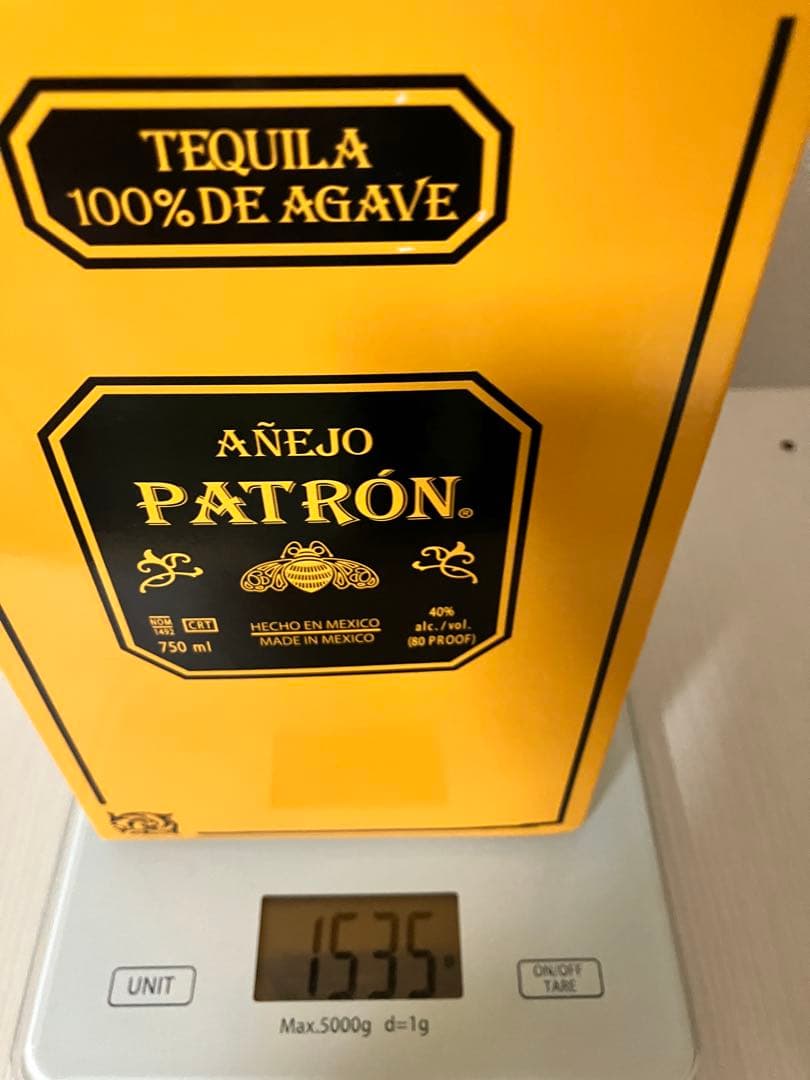 TEQUILA
100% DE AGAVE
AÑEJO
PATRÓN®
NOM
1492
CRT
750 ml
HECHO EN MEXICO
MADE IN MEXICO
40%
alc./vol.
(80 PROOF)
1535
UNIT
ON/OFF
TARE
Max.5000g d=1g